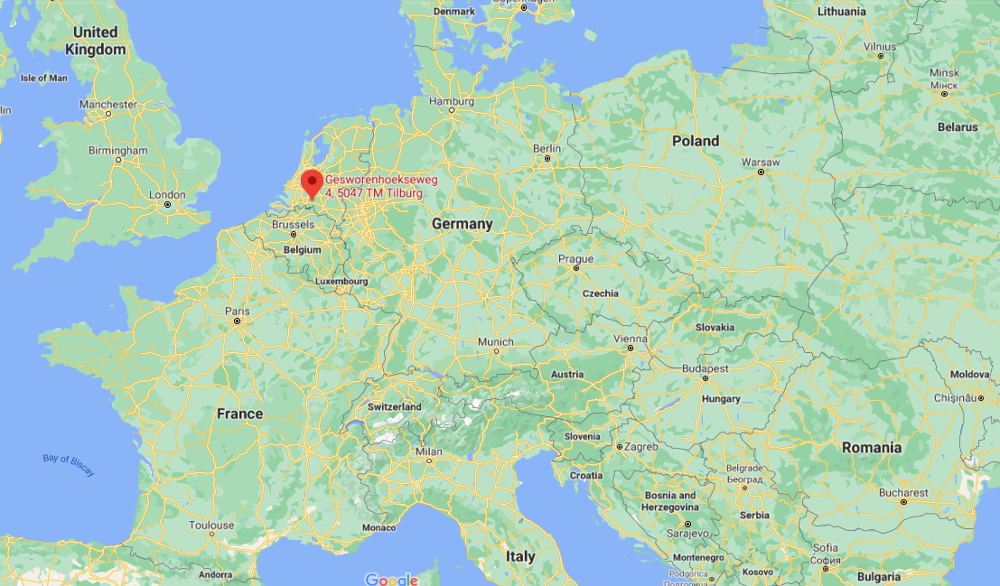 Denmark
Copenhagen
Lithuania
United
Kingdom
Vilnius
Isle of Man
Minsk
Мінск
Hamburg
Manchester
lin
Belarus
Poland
Berlin
Birmingham
Warsaw
Gesworenhoekseweg
4, 5047 TM Tilburg
London
Brussels
Germany
Belgium
Prague
Luxembourg
Czechia
Paris
Slovakia
Munich
Vienna
Budapest
Austria
Moldova
Hungary
Chișinău
Switzerland
France
Slovenia
Zagreb
Romania
Milan
Bay of Biscay
Croatia
Belgrade
Београд
Bosnia and
Herzegovina
Bucharest
Serbia
Toulouse
Monaco
Sarajevo
Sofia
София
Italy
Montenegro
Andorra
Podgorica
Подгорица
Kosovo
Bulgaria
Google